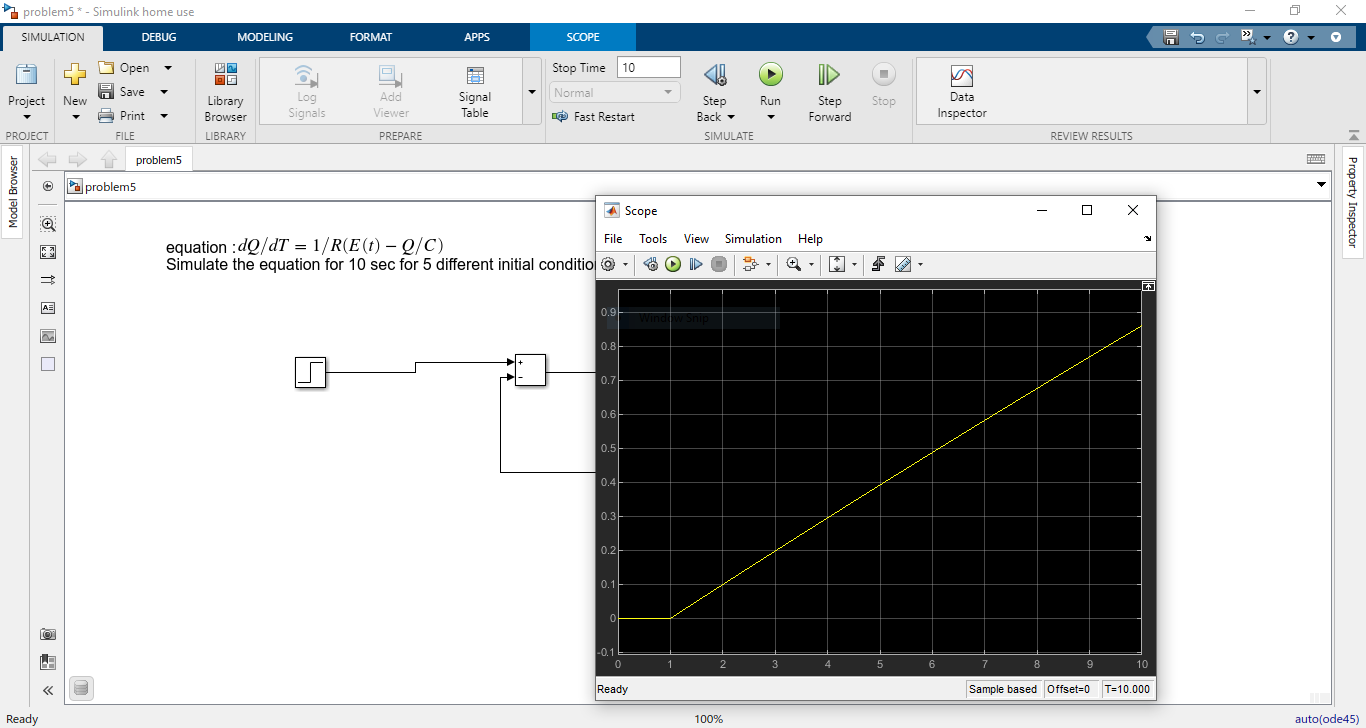 problem5 * - Simulink home use
SIMULATION DEBUG MODELING FORMAT APPS SCOPE
Project
New
Open
Save
Print
Library Browser
Log Signals
Add Viewer
Signal Table
Stop Time 10
Normal
Fast Restart
Step Back
Run
Step Forward
Stop
Data Inspector
PROJECT FILE LIBRARY PREPARE SIMULATE REVIEW RESULTS
Model Browser
problem5
Property Inspector
problem5
equation :dQ/dT = 1/R(E(t) − Q/C)
Simulate the equation for 10 sec for 5 different initial conditio
+
−
Scope
File Tools View Simulation Help
Window Snip
0.9
0.8
0.7
0.6
0.5
0.4
0.3
0.2
0.1
0
-0.1
0 1 2 3 4 5 6 7 8 9 10
Ready Sample based Offset=0 T=10.000
Ready 100% auto(ode45)